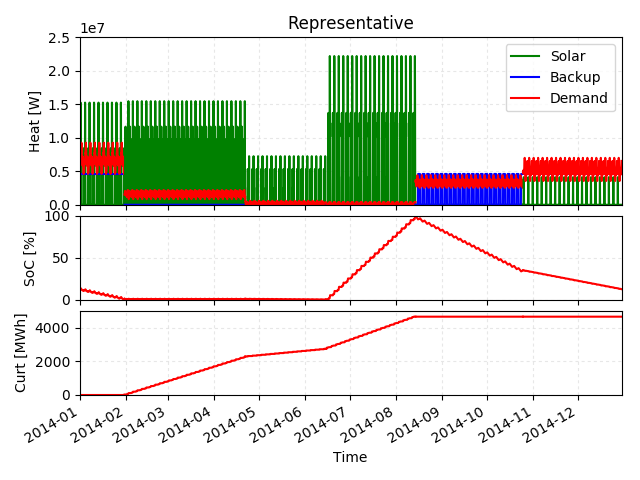 Representative
1e7
2.5
2.0
1.5
1.0
0.5
0.0
Heat [W]
Solar
Backup
Demand
100
50
0
SoC [%]
4000
2000
0
Curt [MWh]
2014-01
2014-02
2014-03
2014-04
2014-05
2014-06
2014-07
2014-08
2014-09
2014-10
2014-11
2014-12
Time